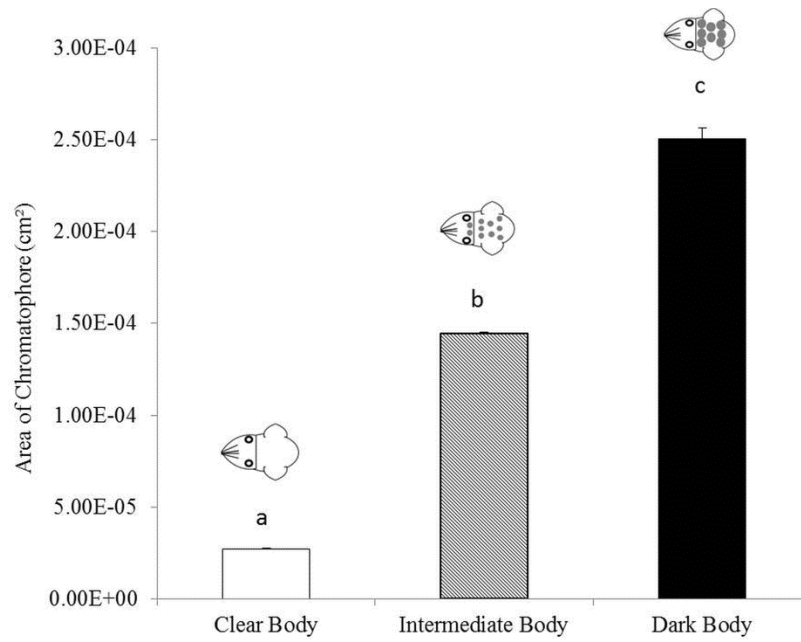 Area of Chromatophore (cm²)
3.00E-04
2.50E-04
2.00E-04
1.50E-04
1.00E-04
5.00E-05
0.00E+00
a
b
c
Clear Body
Intermediate Body
Dark Body